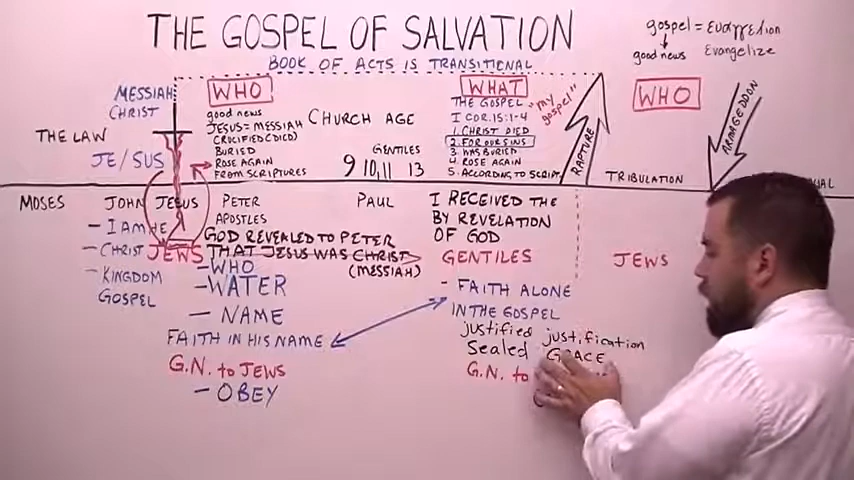 THE GOSPEL OF SALVATION
BOOK OF ACTS IS TRANSITIONAL
gospel = Ευαγγελιον
good news Evangelize
MESSIAH
CHRIST
THE LAW
JE/SUS
WHO
good news
JESUS = MESSIAH
CRUCIFIED (DIED)
BURIED
ROSE AGAIN
FROM SCRIPTURES
CHURCH AGE
GENTILES
9 10,11 13
WHAT
THE GOSPEL
I COR. 15:1-4
1. CHRIST DIED
2. FOR OUR SINS
3. WAS BURIED
4. ROSE AGAIN
5. ACCORDING TO SCRIPT.
"my gospel"
RAPTURE
WHO
TRIBULATION
ARMAGEDDON
MOSES
JOHN
JESUS
PETER
APOSTLES
PAUL
- I AM HE
- CHRIST
- KINGDOM
GOSPEL
JEWS
GOD REVEALED TO PETER
THAT JESUS WAS CHRIST
(MESSIAH)
- WHO
- WATER
- NAME
FAITH IN HIS NAME
G.N. to JEWS
- OBEY
I RECEIVED THE
BY REVELATION
OF GOD
GENTILES
- FAITH ALONE
IN THE GOSPEL
justified justification
Sealed GRACE
G.N. to
JEWS